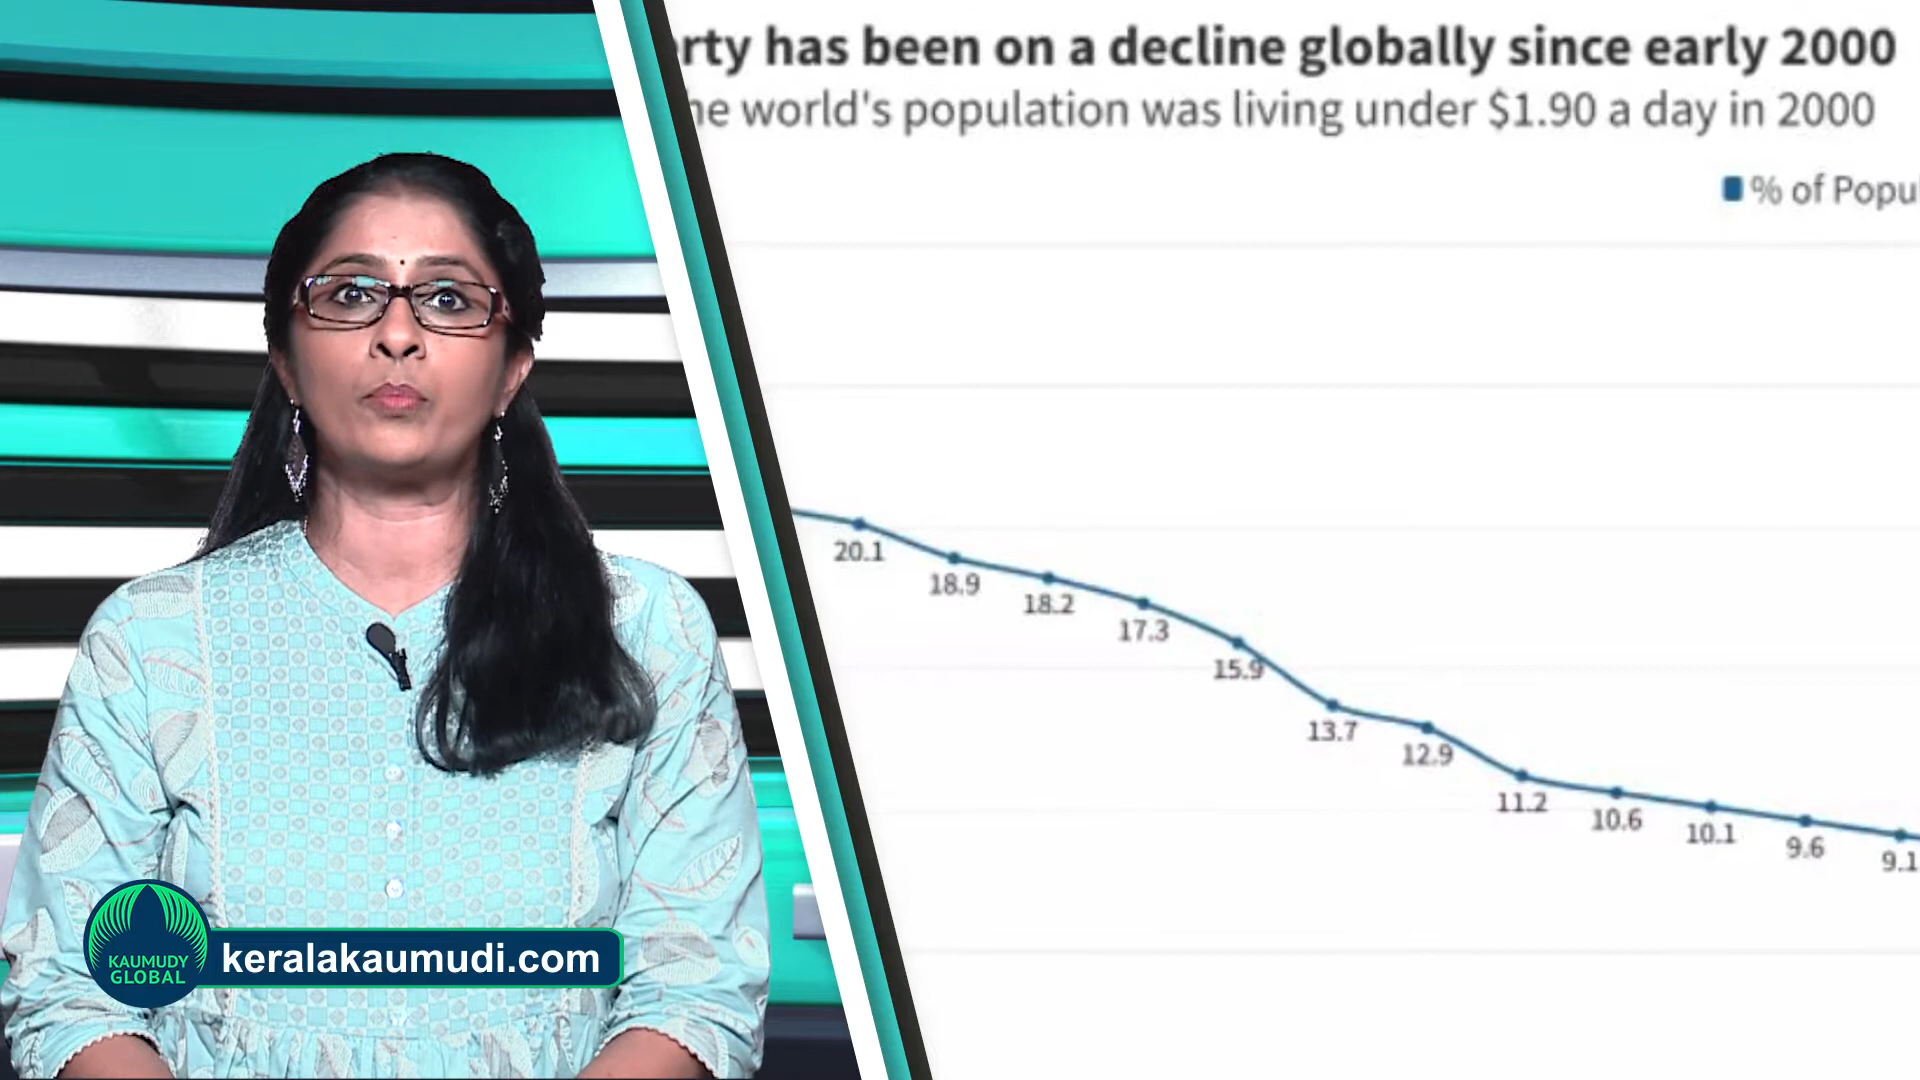 rty has been on a decline globally since early 2000
he world's population was living under $1.90 a day in 2000
% of Popu
20.1
18.9
18.2
17.3
15.9
13.7
12.9
11.2
10.6
10.1
9.6
9.1
KAUMUDY
GLOBAL
keralakaumudi.com